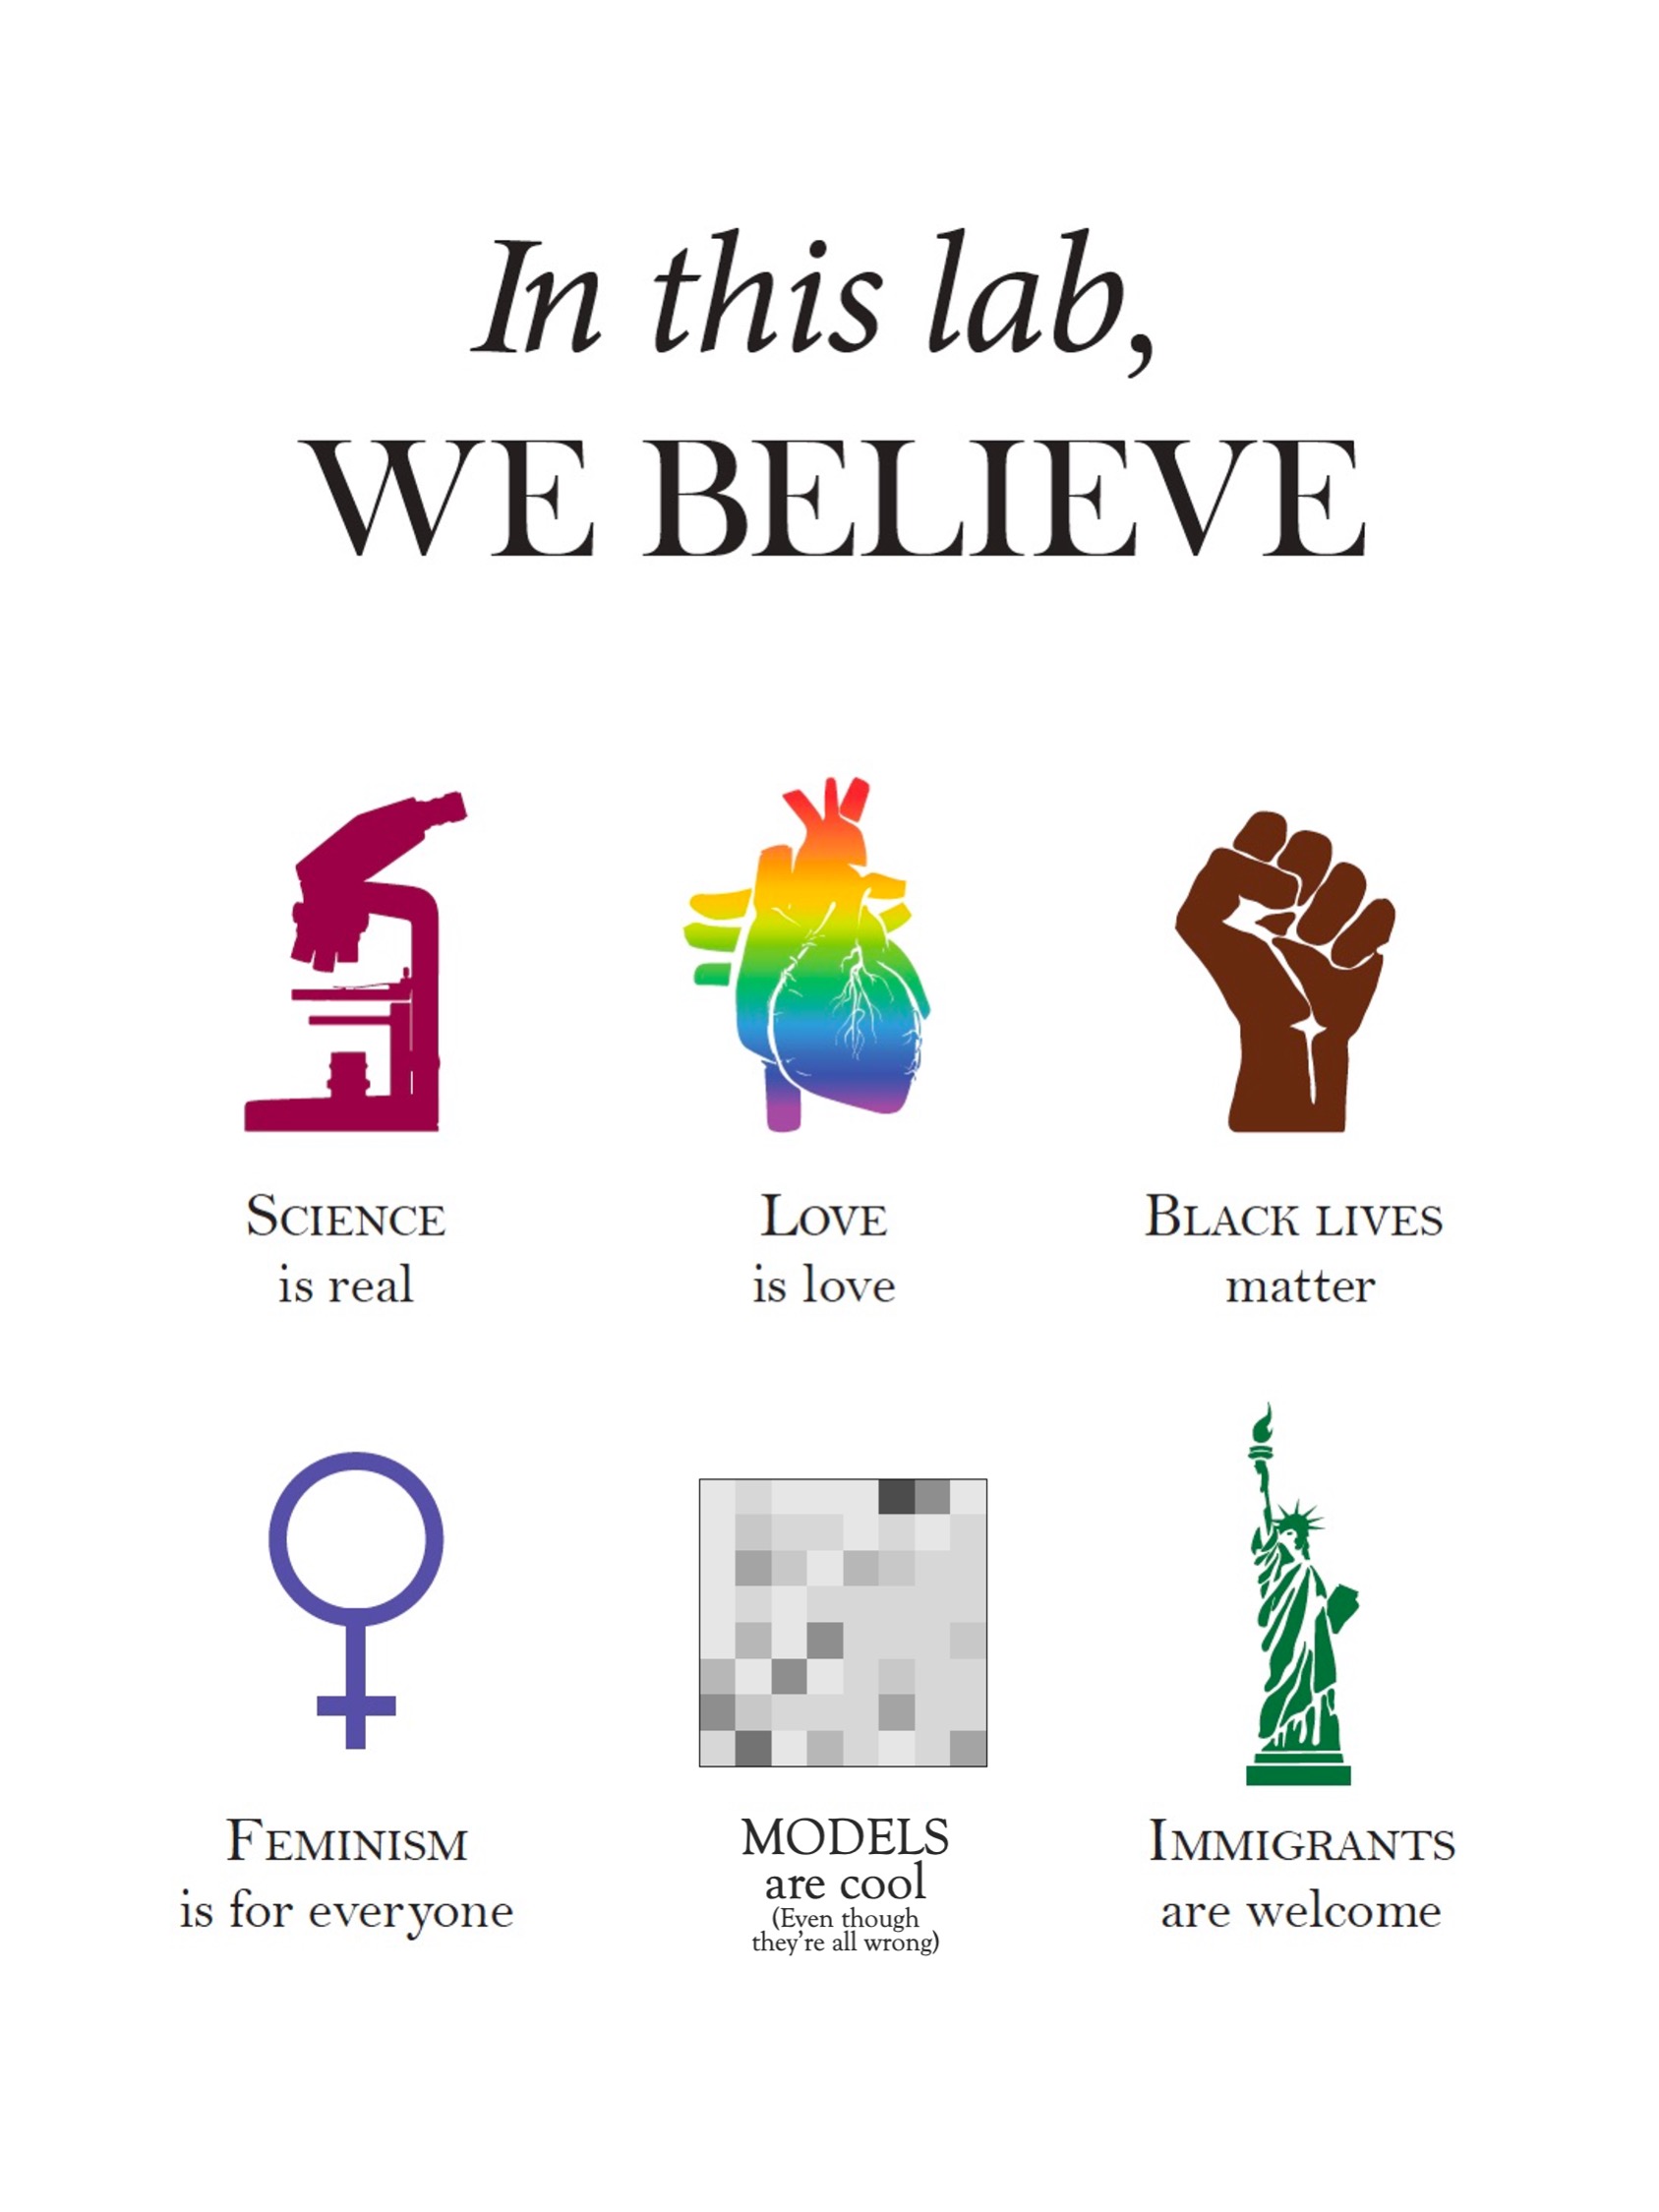 In this lab,
WE BELIEVE
SCIENCE
is real
LOVE
is love
BLACK LIVES
matter
FEMINISM
is for everyone
MODELS
are cool
(Even though
they're all wrong)
IMMIGRANTS
are welcome